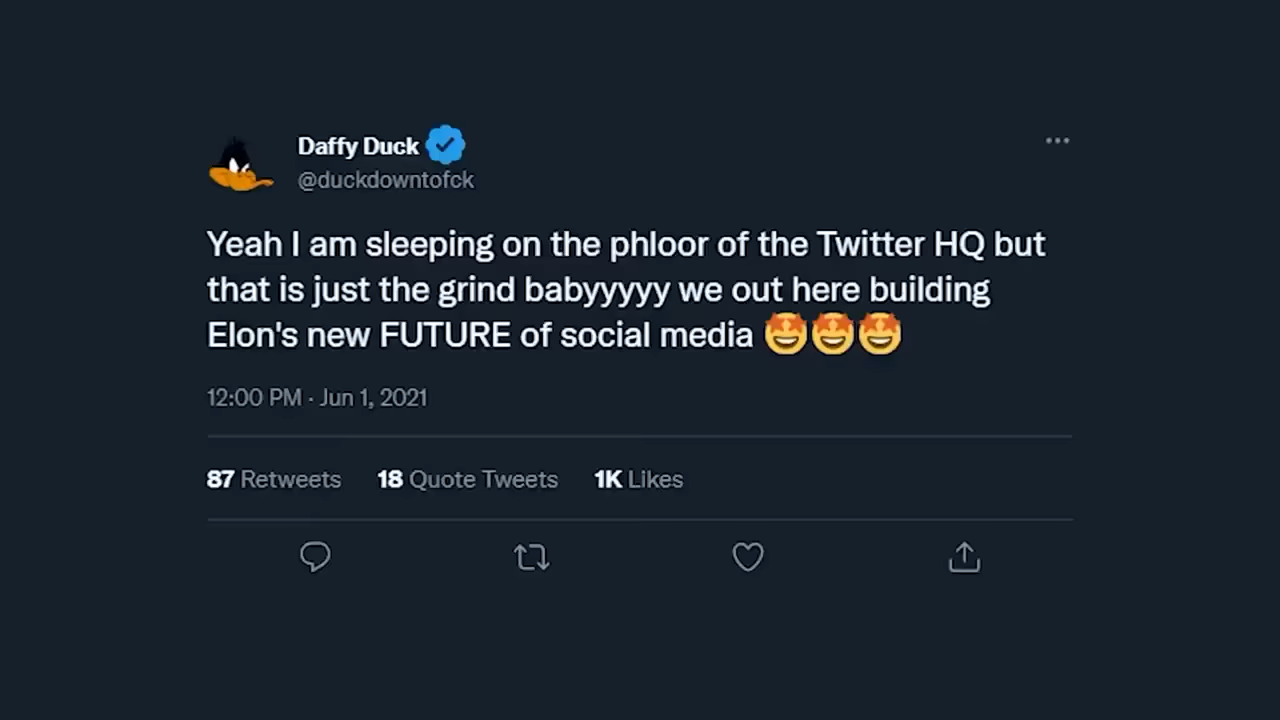 Daffy Duck
@duckdowntofck
Yeah I am sleeping on the phloor of the Twitter HQ but
that is just the grind babyyyyy we out here building
Elon's new FUTURE of social media 🤩🤩🤩
12:00 PM · Jun 1, 2021
87 Retweets 18 Quote Tweets 1K Likes